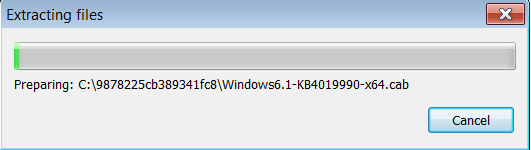 Extracting files
Preparing: C:\9878225cb389341fc8\Windows6.1-KB4019990-x64.cab
Cancel